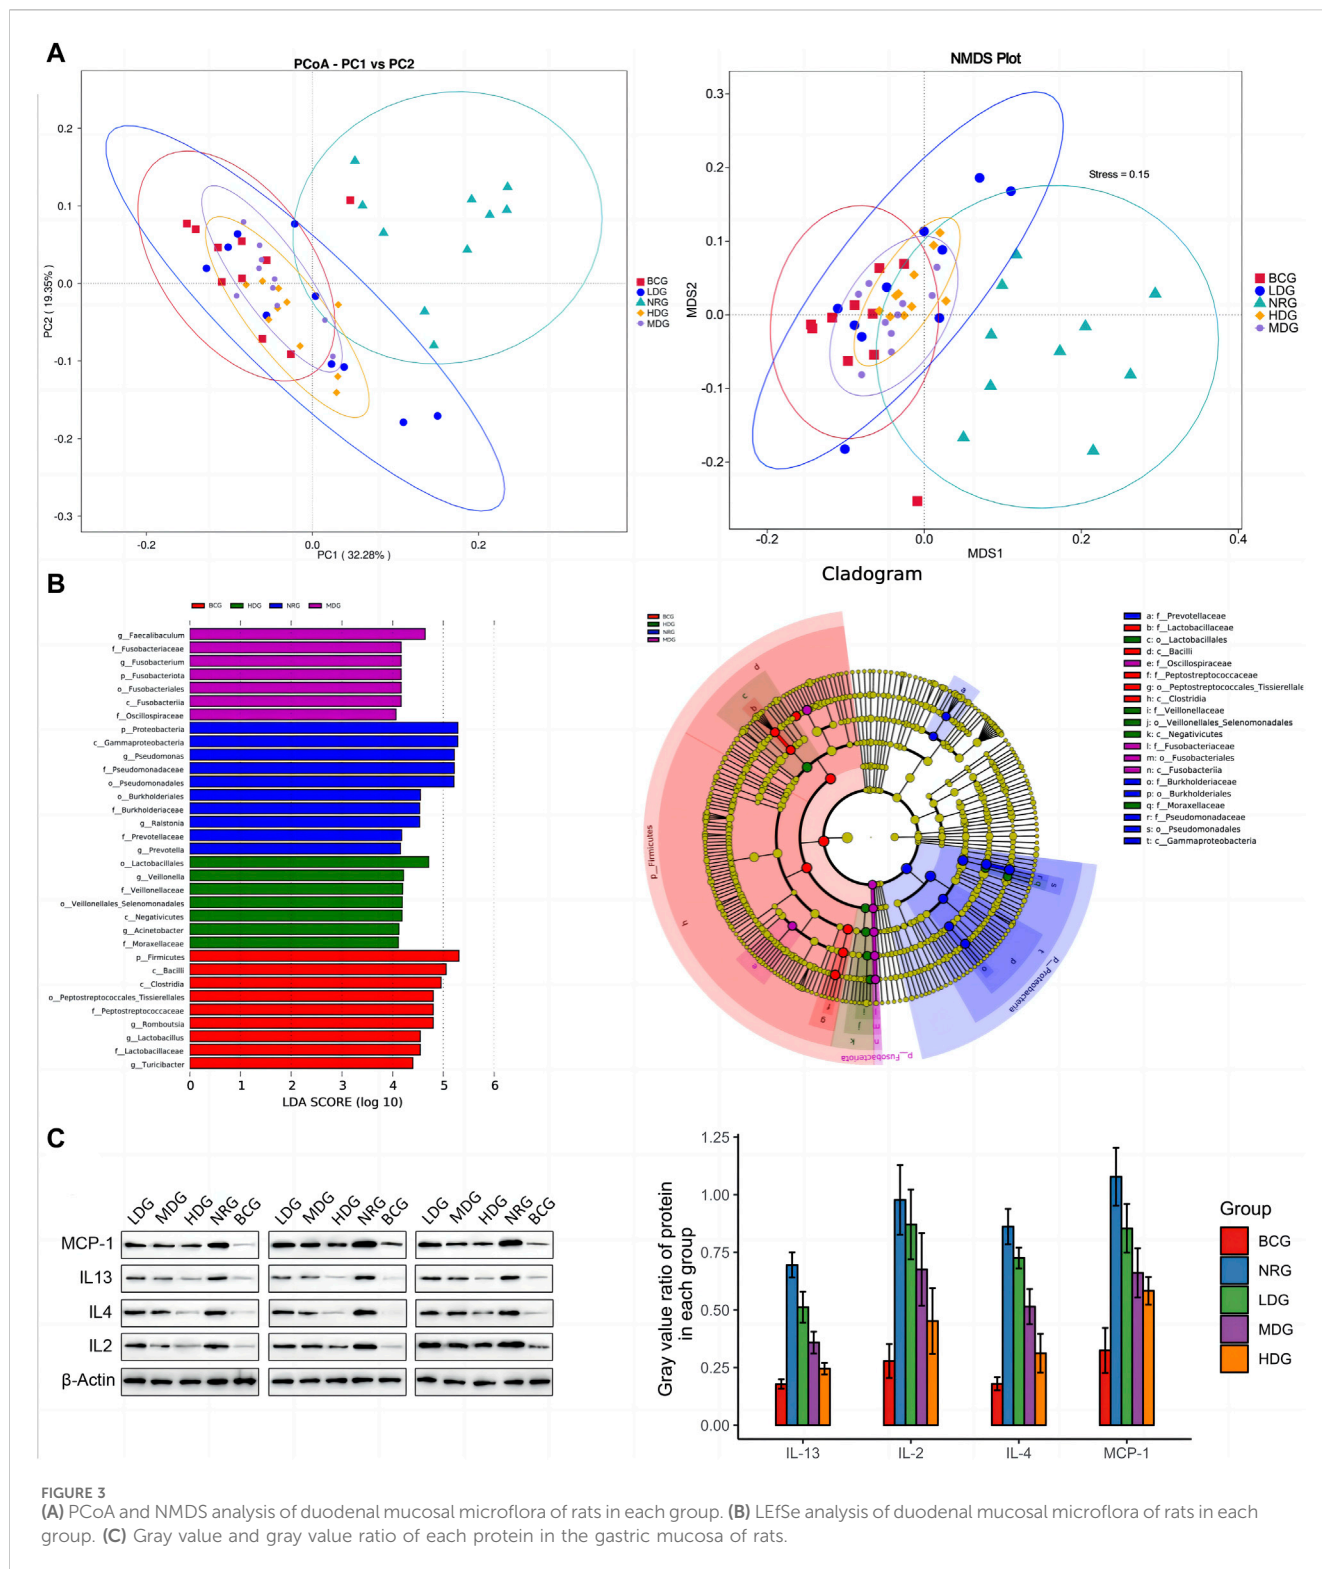 A
PCoA - PC1 vs PC2
0.2
0.1
0.0
-0.1
-0.2
-0.3
PC2 ( 19.35% )
-0.2
0.0
0.2
PC1 ( 32.28% )
BCG
LDG
NRG
HDG
MDG
NMDS Plot
Stress = 0.15
0.3
0.2
0.1
0.0
-0.1
-0.2
MDS2
-0.2
0.0
0.2
0.4
MDS1
BCG
LDG
NRG
HDG
MDG
B
BCG HDG NRG MDG
g__Faecalibaculum
f__Fusobacteriaceae
g__Fusobacterium
p__Fusobacteriota
o__Fusobacteriales
c__Fusobacteriia
f__Oscillospiraceae
p__Proteobacteria
c__Gammaproteobacteria
g__Pseudomonas
f__Pseudomonadaceae
o__Pseudomonadales
o__Burkholderiales
f__Burkholderiaceae
g__Ralstonia
f__Prevotellaceae
g__Prevotella
o__Lactobacillales
g__Veillonella
f__Veillonellaceae
o__Veillonellales_Selenomonadales
c__Negativicutes
g__Acinetobacter
f__Moraxellaceae
p__Firmicutes
c__Bacilli
c__Clostridia
o__Peptostreptococcales_Tissierellales
f__Peptostreptococcaceae
g__Romboutsia
g__Lactobacillus
f__Lactobacillaceae
g__Turicibacter
0 1 2 3 4 5 6
LDA SCORE (log 10)
Cladogram
BCG
HDG
NRG
MDG
p__Firmicutes
p__Fusobacteriota
p__Proteobacteria
a: f__Prevotellaceae
b: f__Lactobacillaceae
c: o__Lactobacillales
d: c__Bacilli
e: f__Oscillospiraceae
f: f__Peptostreptococcaceae
g: o__Peptostreptococcales_Tissierellale
h: c__Clostridia
i: f__Veillonellaceae
j: o__Veillonellales_Selenomonadales
k: c__Negativicutes
l: f__Fusobacteriaceae
m: o__Fusobacteriales
n: c__Fusobacteriia
o: f__Burkholderiaceae
p: o__Burkholderiales
q: f__Moraxellaceae
r: f__Pseudomonadaceae
s: o__Pseudomonadales
t: c__Gammaproteobacteria
C
LDG MDG HDG NRG BCG LDG MDG HDG NRG BCG LDG MDG HDG NRG BCG
MCP-1
IL13
IL4
IL2
β-Actin
Gray value ratio of protein
in each group
1.25
1.00
0.75
0.50
0.25
0.00
IL-13 IL-2 IL-4 MCP-1
Group
BCG
NRG
LDG
MDG
HDG
FIGURE 3
(A) PCoA and NMDS analysis of duodenal mucosal microflora of rats in each group. (B) LEfSe analysis of duodenal mucosal microflora of rats in each
group. (C) Gray value and gray value ratio of each protein in the gastric mucosa of rats.